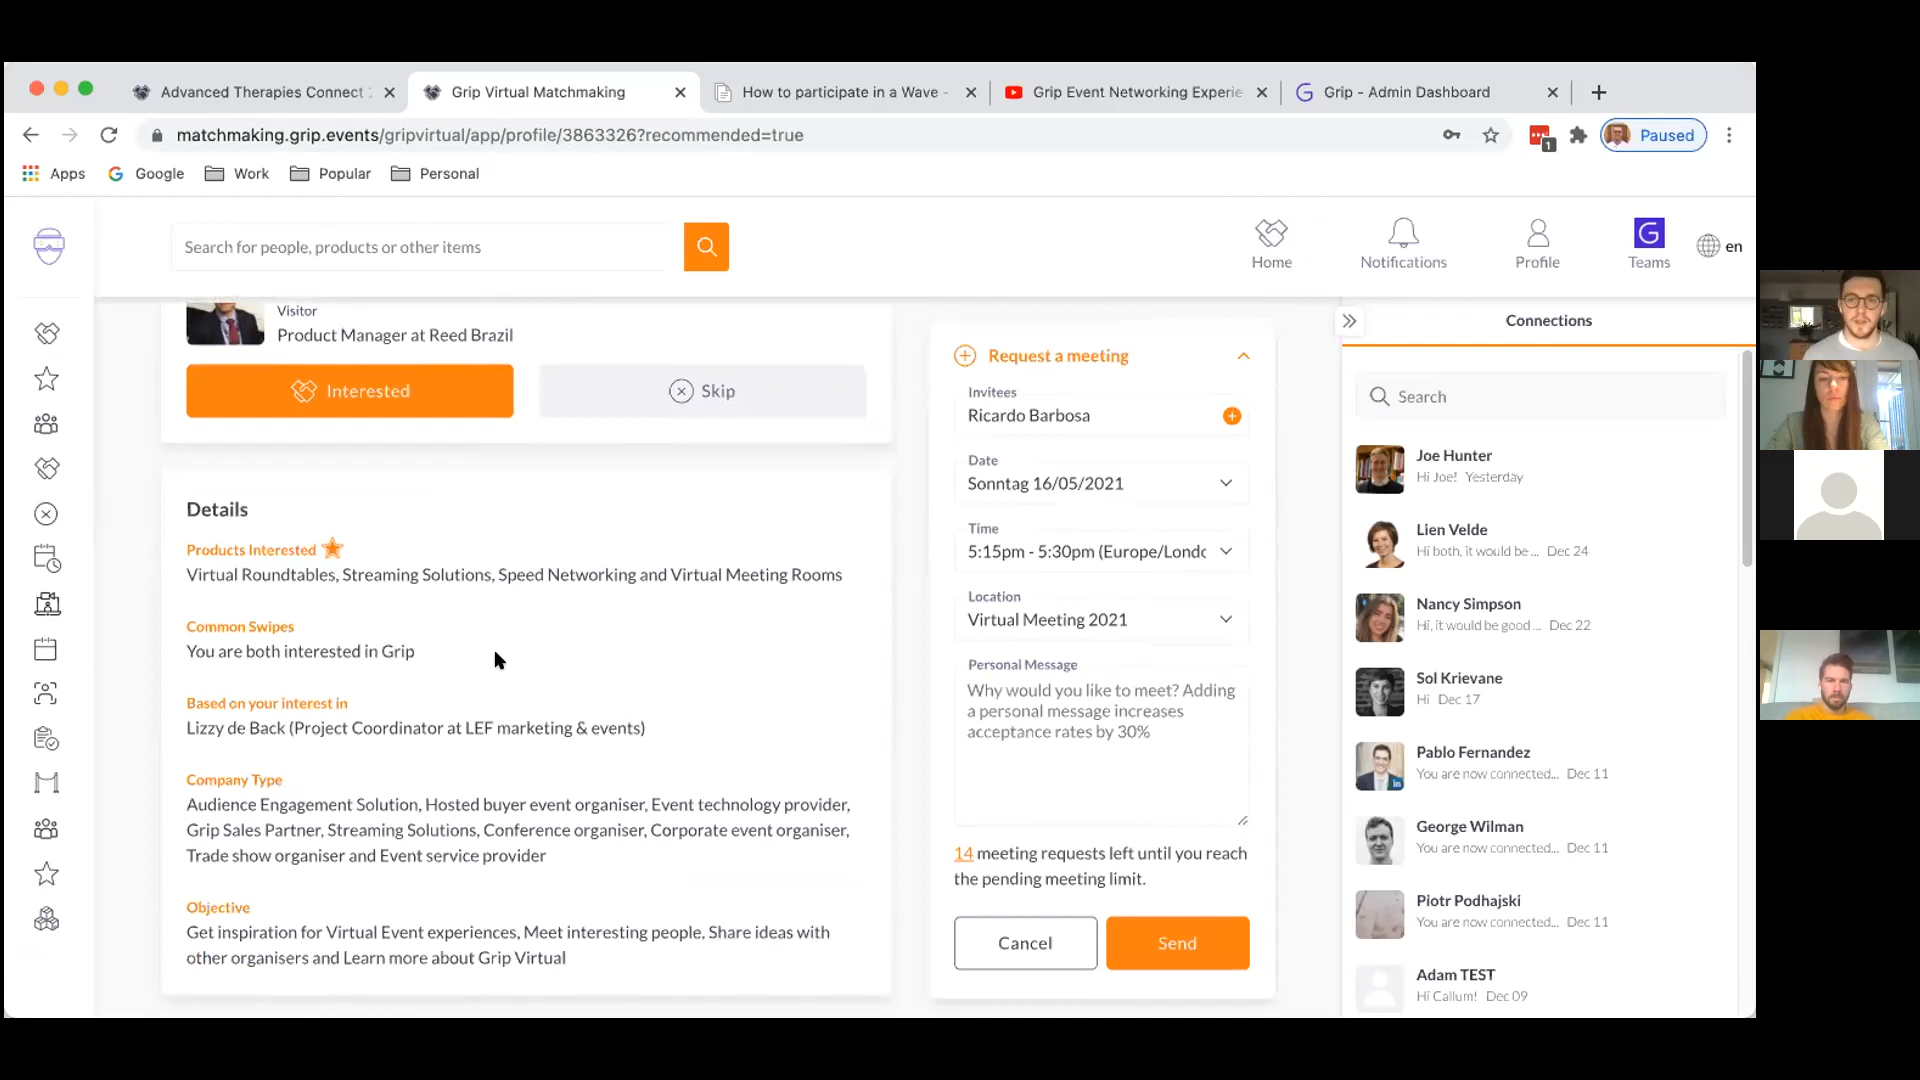 Advanced Therapies Connect
Grip Virtual Matchmaking
How to participate in a Wave -
Grip Event Networking Experie
Grip - Admin Dashboard
matchmaking.grip.events/gripvirtual/app/profile/3863326?recommended=true
1
Paused
Apps
Google
Work
Popular
Personal
Search for people, products or other items
Home
Notifications
Profile
G
Teams
en
Visitor
Product Manager at Reed Brazil
Interested
Skip
Details
Products Interested
Virtual Roundtables, Streaming Solutions, Speed Networking and Virtual Meeting Rooms
Common Swipes
You are both interested in Grip
Based on your interest in
Lizzy de Back (Project Coordinator at LEF marketing & events)
Company Type
Audience Engagement Solution, Hosted buyer event organiser, Event technology provider,
Grip Sales Partner, Streaming Solutions, Conference organiser, Corporate event organiser,
Trade show organiser and Event service provider
Objective
Get inspiration for Virtual Event experiences, Meet interesting people, Share ideas with
other organisers and Learn more about Grip Virtual
Request a meeting
Invitees
Ricardo Barbosa
Date
Sonntag 16/05/2021
Time
5:15pm - 5:30pm (Europe/Londo
Location
Virtual Meeting 2021
Personal Message
Why would you like to meet? Adding
a personal message increases
acceptance rates by 30%
14 meeting requests left until you reach
the pending meeting limit.
Cancel
Send
Connections
Search
Joe Hunter
Hi Joe! Yesterday
Lien Velde
Hi both, it would be ... Dec 24
Nancy Simpson
Hi, it would be good ... Dec 22
Sol Krievane
Hi Dec 17
Pablo Fernandez
You are now connected... Dec 11
in
George Wilman
You are now connected... Dec 11
Piotr Podhajski
You are now connected... Dec 11
Adam TEST
Hi Callum! Dec 09